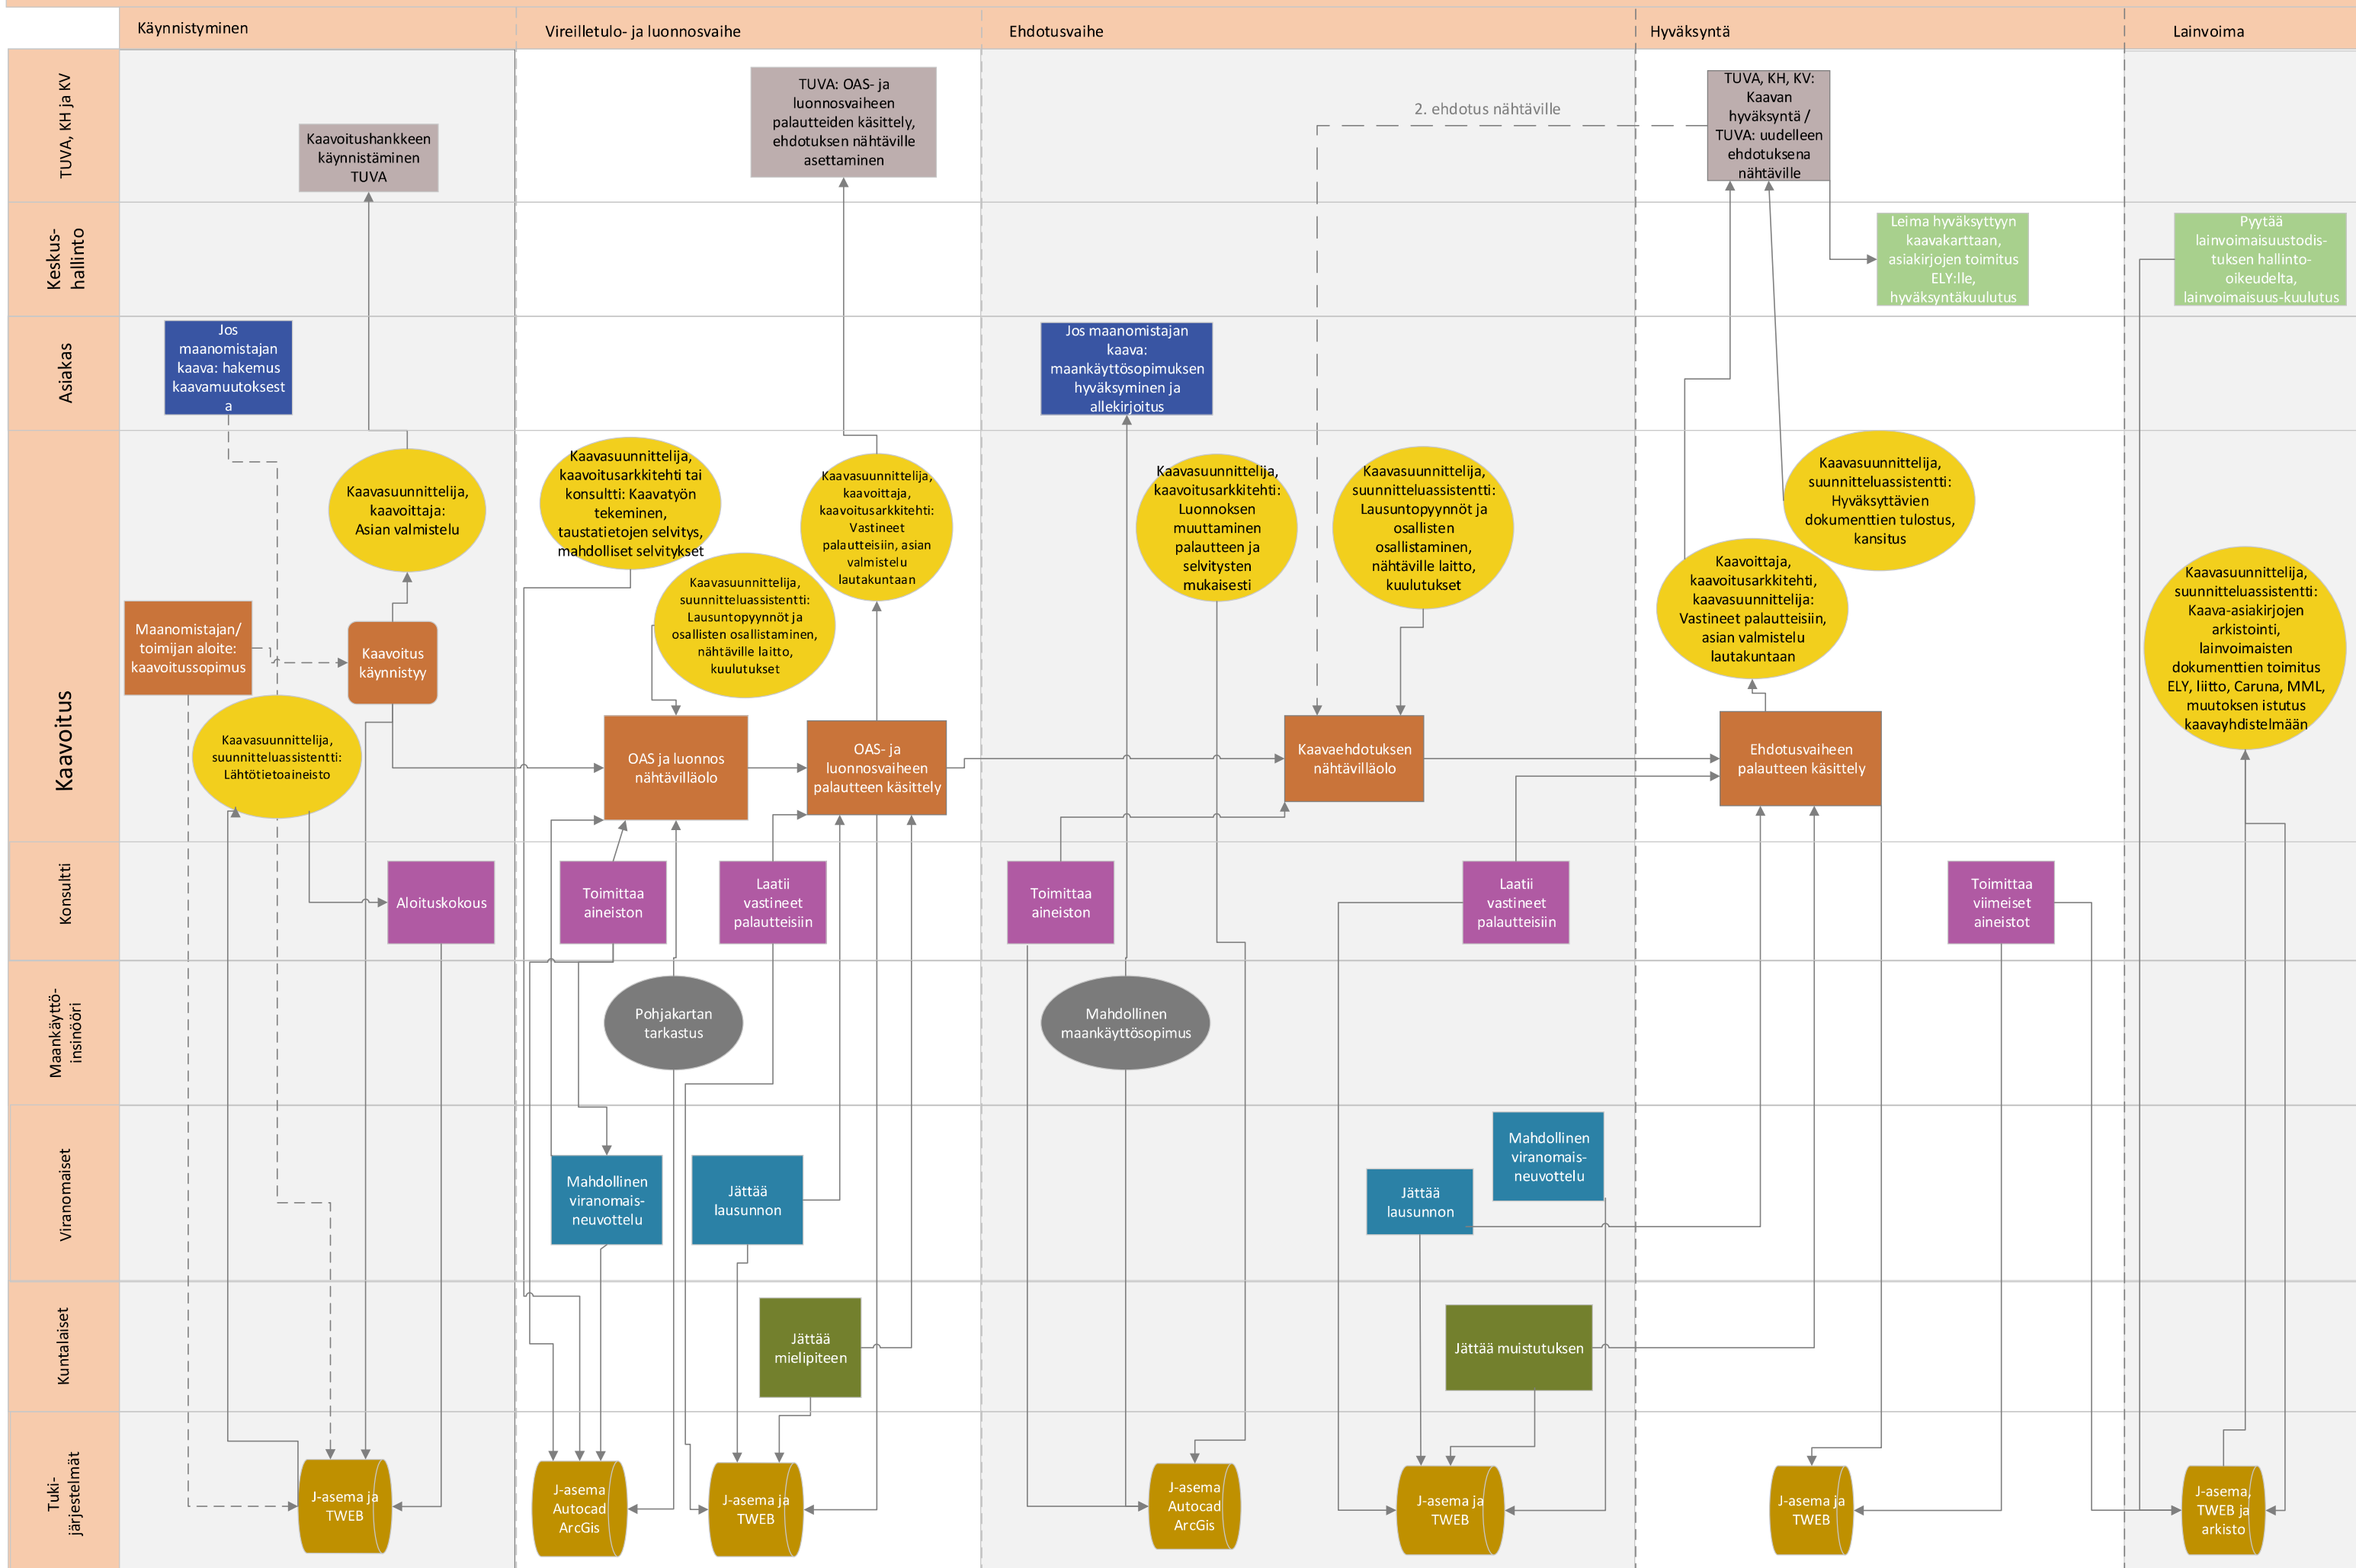 Käynnistyminen
Vireilletulo- ja luonnosvaihe
Ehdotusvaihe
Hyväksyntä
Lainvoima
TUVA, KH ja KV
Kaavoitushankkeen
käynnistäminen
TUVA
TUVA: OAS- ja
luonnosvaiheen
palautteiden käsittely,
ehdotuksen nähtäville
asettaminen
2. ehdotus nähtäville
TUVA, KH, KV:
Kaavan
hyväksyntä /
TUVA: uudelleen
ehdotuksena
nähtäville
Keskus-
hallinto
Leima hyväksyttyyn
kaavakarttaan,
asiakirjojen toimitus
ELY:lle,
hyväksyntäkuulutus
Pyytää
lainvoimaisuustodis-
tuksen hallinto-
oikeudelta,
lainvoimaisuus-kuulutus
Asiakas
Jos
maanomistajan
kaava: hakemus
kaavamuutoksest
a
Jos maanomistajan
kaava:
maankäyttösopimuksen
hyväksyminen ja
allekirjoitus
Kaavoitus
Kaavasuunnittelija,
kaavoittaja:
Asian valmistelu
Maanomistajan/
toimijan aloite:
kaavoitussopimus
Kaavoitus
käynnistyy
Kaavasuunnittelija,
suunnitteluassistentti:
Lähtötietoaineisto
Kaavasuunnittelija,
kaavoitusarkkitehti tai
konsultti: Kaavatyön
tekeminen,
taustatietojen selvitys,
mahdolliset selvitykset
Kaavasuunnittelija,
suunnitteluassistentti:
Lausuntopyynnöt ja
osallisten osallistaminen,
nähtäville laitto,
kuulutukset
Kaavasuunnittelija,
kaavoittaja,
kaavoitusarkkitehti:
Vastineet
palautteisiin, asian
valmistelu
lautakuntaan
OAS ja luonnos
nähtävilläolo
OAS- ja
luonnosvaiheen
palautteen käsittely
Kaavasuunnittelija,
kaavoitusarkkitehti:
Luonnoksen
muuttaminen
palautteen ja
selvitysten
mukaisesti
Kaavasuunnittelija,
suunnitteluassistentti:
Lausuntopyynnöt ja
osallisten
osallistaminen,
nähtäville laitto,
kuulutukset
Kaavaehdotuksen
nähtävilläolo
Kaavasuunnittelija,
suunnitteluassistentti:
Hyväksyttävien
dokumenttien tulostus,
kansitus
Kaavoittaja,
kaavoitusarkkitehti,
kaavasuunnittelija:
Vastineet palautteisiin,
asian valmistelu
lautakuntaan
Ehdotusvaiheen
palautteen käsittely
Kaavasuunnittelija,
suunnitteluassistentti:
Kaava-asiakirjojen
arkistointi,
lainvoimaisten
dokumenttien toimitus
ELY, liitto, Caruna, MML,
muutoksen istutus
kaavayhdistelmään
Konsultti
Aloituskokous
Toimittaa
aineiston
Laatii
vastineet
palautteisiin
Toimittaa
aineiston
Laatii
vastineet
palautteisiin
Toimittaa
viimeiset
aineistot
Maankäyttö-
insinööri
Pohjakartan
tarkastus
Mahdollinen
maankäyttösopimus
Viranomaiset
Mahdollinen
viranomais-
neuvottelu
Jättää
lausunnon
Jättää
lausunnon
Mahdollinen
viranomais-
neuvottelu
Kuntalaiset
Jättää
mielipiteen
Jättää muistutuksen
Tuki-
järjestelmät
J-asema ja
TWEB
J-asema
Autocad
ArcGis
J-asema ja
TWEB
J-asema
Autocad
ArcGis
J-asema ja
TWEB
J-asema ja
TWEB
J-asema,
TWEB ja
arkisto